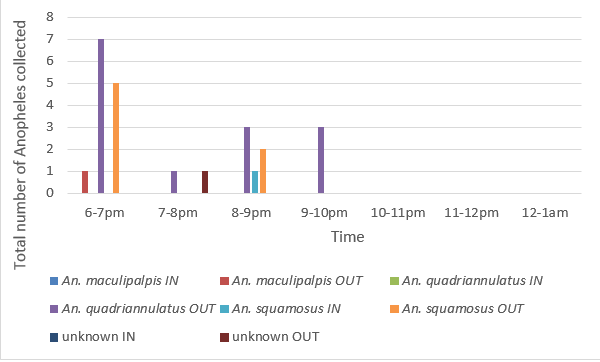 8
7
6
5
4
3
2
1
0
Total number of Anopheles collected
6-7pm 7-8pm 8-9pm 9-10pm 10-11pm 11-12pm 12-1am
Time
An. maculipalpis IN An. maculipalpis OUT An. quadriannulatus IN
An. quadriannulatus OUT An. squamosus IN An. squamosus OUT
unknown IN unknown OUT